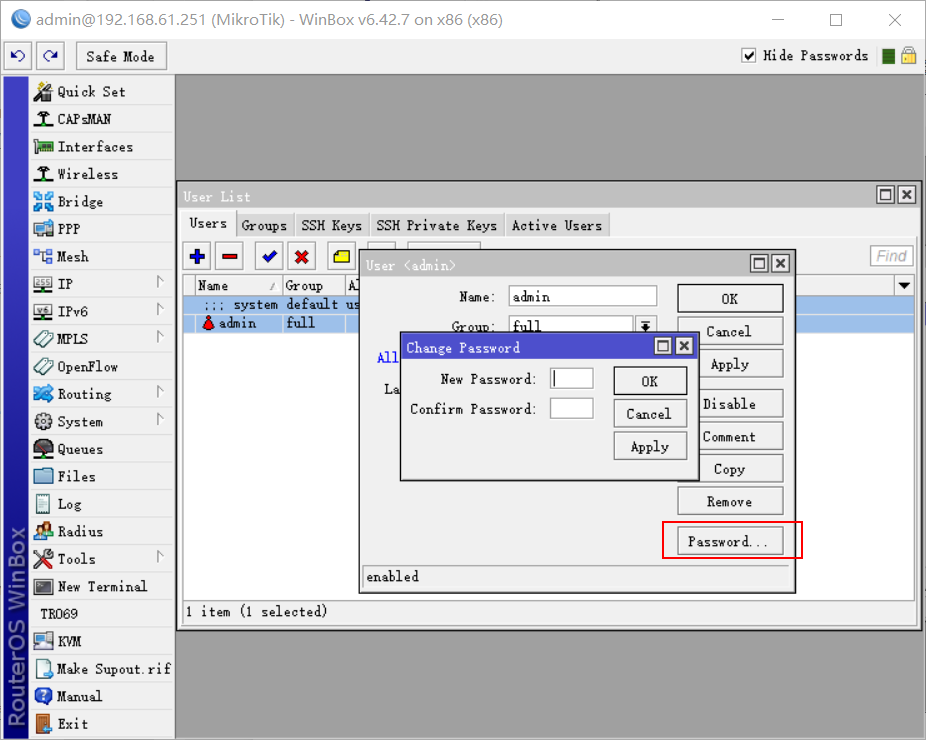 admin@192.168.61.251 (MikroTik) - WinBox v6.42.7 on x86 (x86)
Safe Mode
Hide Passwords
Quick Set
CAPsMAN
Interfaces
Wireless
Bridge
PPP
Mesh
IP
IPv6
MPLS
OpenFlow
Routing
System
Queues
Files
Log
Radius
Tools
New Terminal
TR069
KVM
Make Supout.rif
Manual
Exit
RouterOS WinBox
User List
Users Groups SSH Keys SSH Private Keys Active Users
Find
Name Group Al
;;; system default us
admin full
1 item (1 selected)
User <admin>
Name: admin
Group: full
All
La
OK
Cancel
Apply
Disable
Comment
Copy
Remove
Password...
enabled
Change Password
New Password:
Confirm Password:
OK
Cancel
Apply